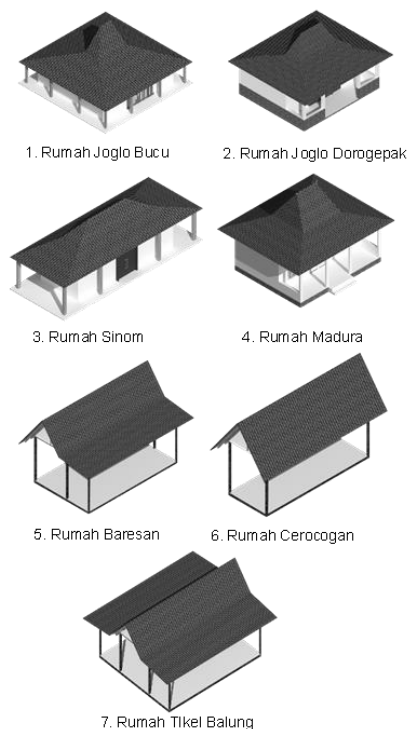 1. Rumah Joglo Bucu
2. Rumah Joglo Dorogepak
3. Rumah Sinom
4. Rumah Madura
5. Rumah Baresan
6. Rumah Cerocogan
7. Rumah Tlkel Balung